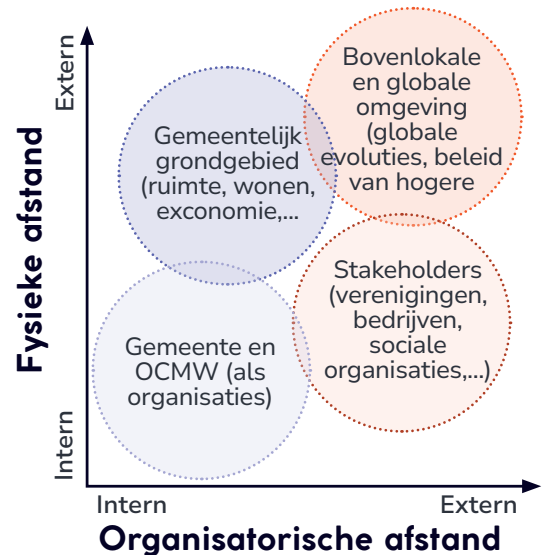 Extern
Fysieke afstand
Intern
Gemeentelijk
grondgebied
(ruimte, wonen,
exconomie,...
Bovenlokale
en globale
omgeving
(globale
evoluties, beleid
van hogere
Gemeente en
OCMW (als
organisaties)
Stakeholders
(verenigingen,
bedrijven,
sociale
organisaties,...)
Intern
Extern
Organisatorische afstand